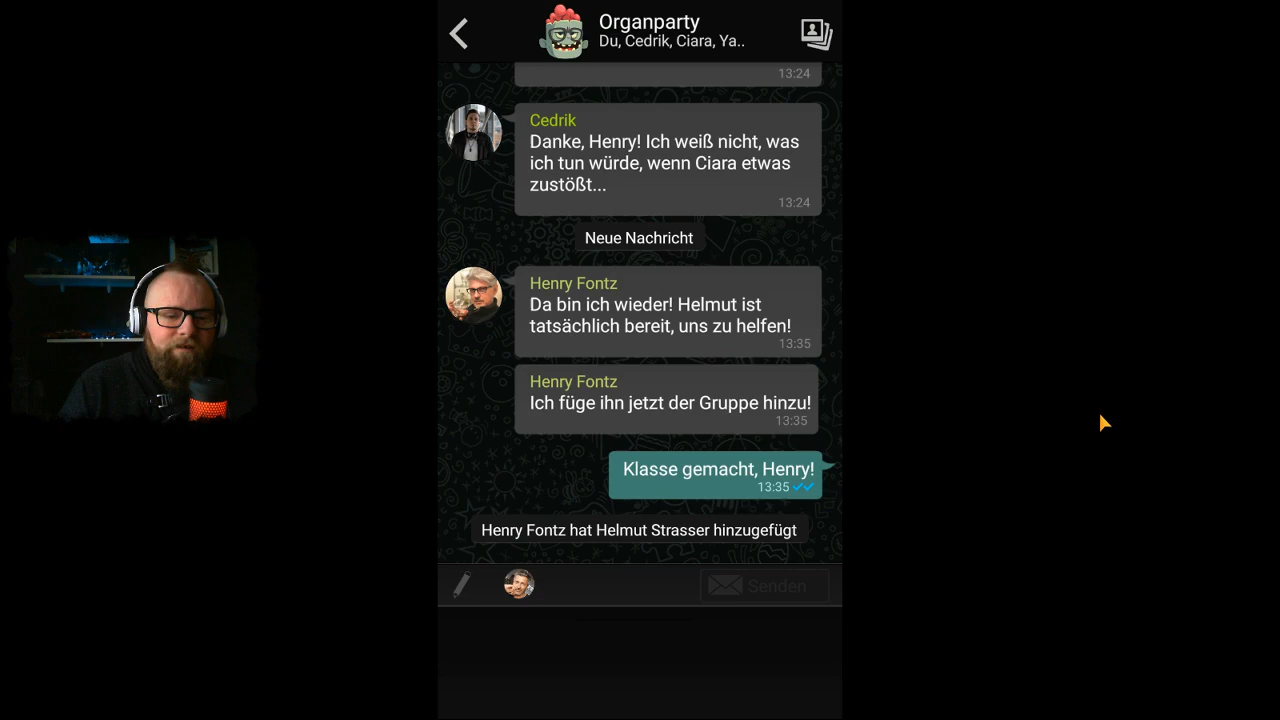 Organparty
Du, Cedrik, Ciara, Ya..
13:24
Cedrik
Danke, Henry! Ich weiß nicht, was
ich tun würde, wenn Ciara etwas
zustößt...
13:24
Neue Nachricht
Henry Fontz
Da bin ich wieder! Helmut ist
tatsächlich bereit, uns zu helfen!
13:35
Henry Fontz
Ich füge ihn jetzt der Gruppe hinzu!
13:35
Klasse gemacht, Henry!
13:35
Henry Fontz hat Helmut Strasser hinzugefügt
Senden